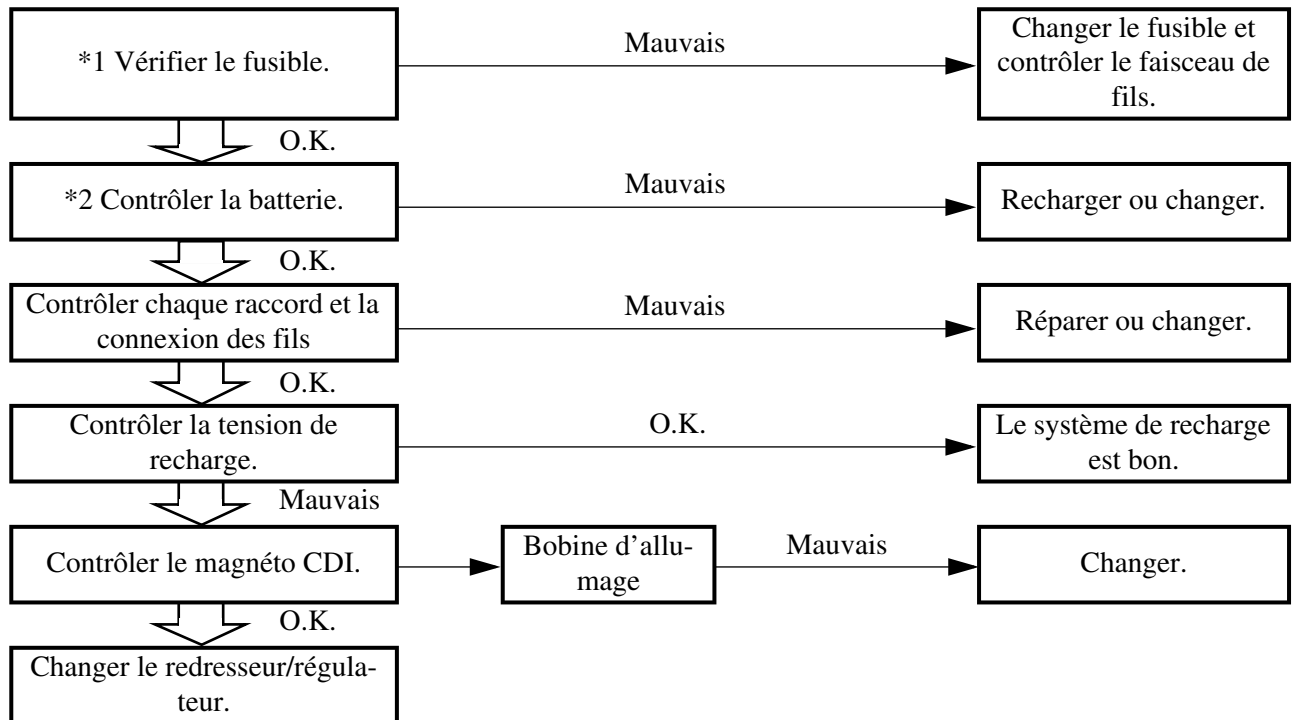 *1 Vérifier le fusible.
Mauvais
Changer le fusible et
contrôler le faisceau de
fils.
O.K.
*2 Contrôler la batterie.
Mauvais
Recharger ou changer.
O.K.
Contrôler chaque raccord et la
connexion des fils
Mauvais
Réparer ou changer.
O.K.
Contrôler la tension de
recharge.
O.K.
Le système de recharge
est bon.
Mauvais
Contrôler le magnéto CDI.
Bobine d'allu-
mage
Mauvais
Changer.
O.K.
Changer le redresseur/régula-
teur.